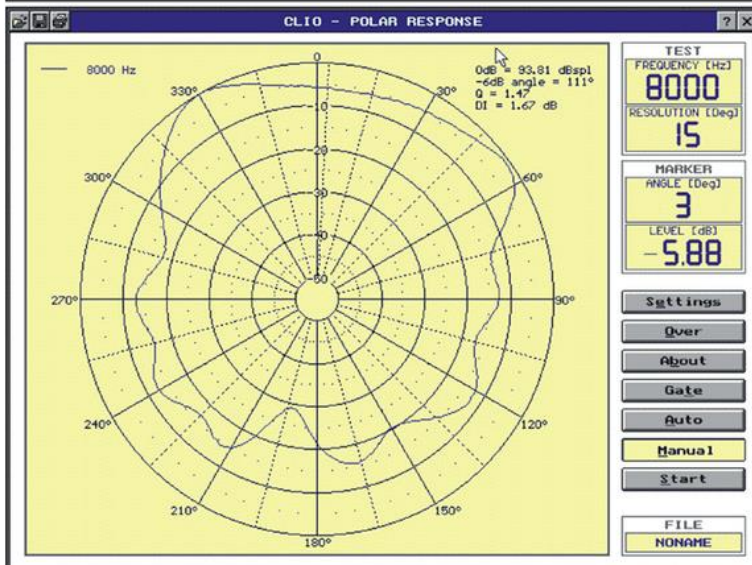 CLIO - POLAR RESPONSE
? X
8000 Hz
0dB = 93.81 dBspl
-6dB angle = 111°
Q = 1.47
DI = 1.67 dB
0
330°
30°
-10
-20
300°
60°
-30
-40
-50
270°
90°
240°
120°
210°
150°
180°
TEST
FREQUENCY [Hz]
8000
RESOLUTION [Deg]
15
MARKER
ANGLE [Deg]
3
LEVEL [dB]
-5.88
Settings
Over
About
Gate
Auto
Manual
Start
FILE
NONAME